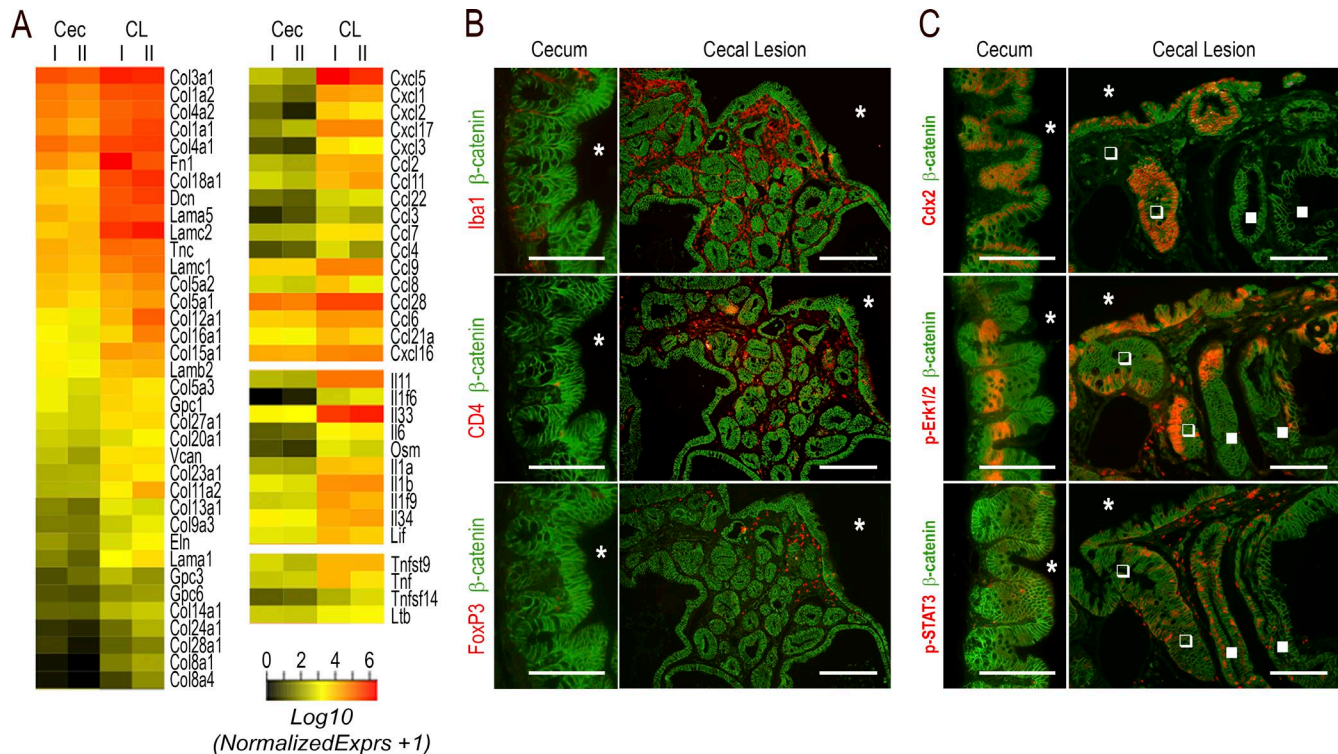 A
Cec CL
I II I II
Col3a1
Col1a2
Col4a2
Col1a1
Col4a1
Fn1
Col18a1
Dcn
Lama5
Lamc2
Tnc
Lamc1
Col5a2
Col5a1
Col12a1
Col16a1
Col15a1
Lamb2
Col5a3
Gpc1
Col27a1
Col20a1
Vcan
Col23a1
Col11a2
Col13a1
Col9a3
Eln
Lama1
Gpc3
Gpc6
Col14a1
Col24a1
Col28a1
Col8a1
Col8a4
Cec CL
I II I II
Cxcl5
Cxcl1
Cxcl2
Cxcl17
Cxcl3
Ccl2
Ccl11
Ccl22
Ccl3
Ccl7
Ccl4
Ccl9
Ccl8
Ccl28
Ccl6
Ccl21a
Cxcl16
Il11
Il1f6
Il33
Il6
Osm
Il1a
Il1b
Il1f9
Il34
Lif
Tnfst9
Tnf
Tnfsf14
Ltb
0 2 4 6
Log10
(NormalizedExprs +1)
B
Cecum Cecal Lesion
Iba1 β-catenin
* *
CD4 β-catenin
* *
FoxP3 β-catenin
* *
C
Cecum Cecal Lesion
Cdx2 β-catenin
* *
p-Erk1/2 β-catenin
* *
p-STAT3 β-catenin
* *